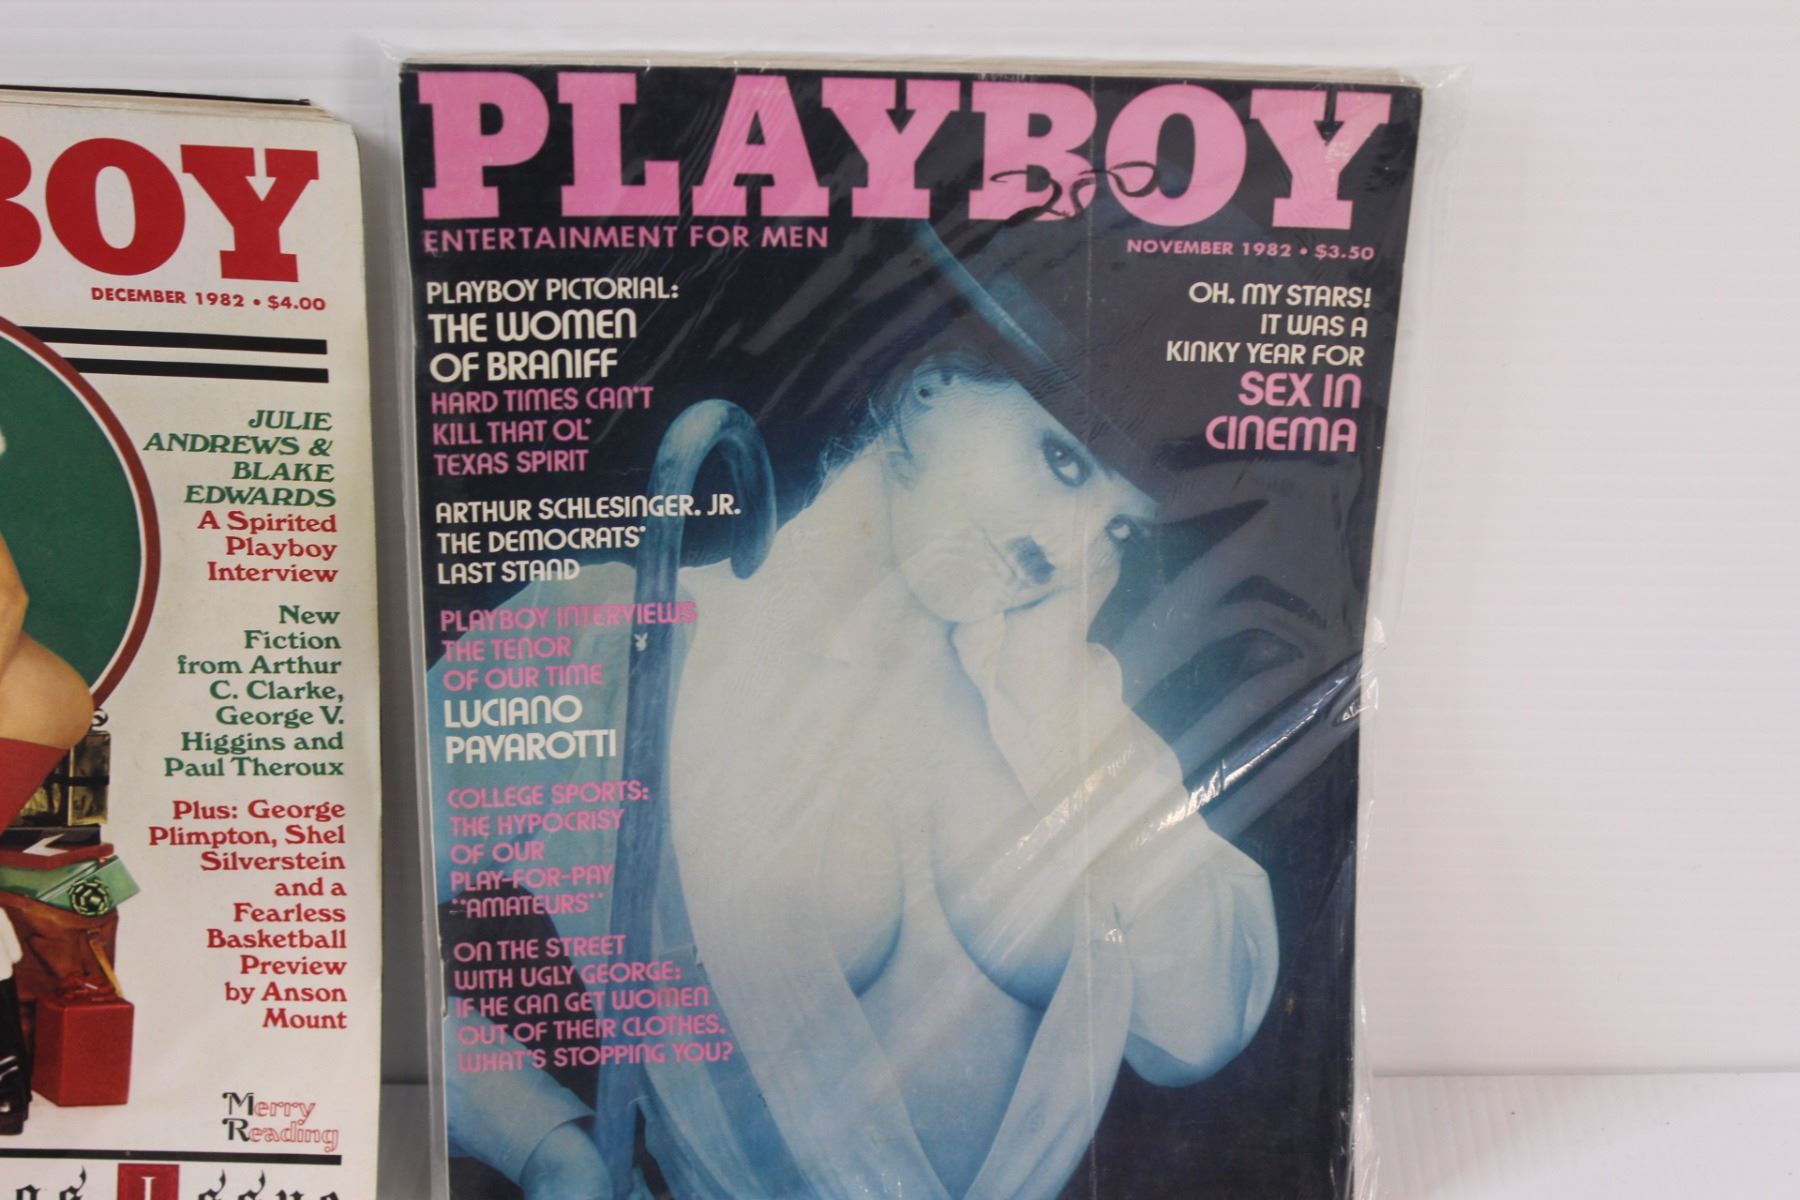 BOY
DECEMBER 1982 • $4.00
JULIE
ANDREWS &
BLAKE
EDWARDS
A Spirited
Playboy
Interview
New
Fiction
from Arthur
C. Clarke,
George V.
Higgins and
Paul Theroux
Plus: George
Plimpton, Shel
Silverstein
and a
Fearless
Basketball
Preview
by Anson
Mount
Merry
Reading
as Issue
PLAYBOY
ENTERTAINMENT FOR MEN
NOVEMBER 1982 • $3.50
PLAYBOY PICTORIAL:
THE WOMEN
OF BRANIFF
HARD TIMES CAN'T
KILL THAT OL'
TEXAS SPIRIT
ARTHUR SCHLESINGER, JR.
THE DEMOCRATS'
LAST STAND
PLAYBOY INTERVIEWS
THE TENOR
OF OUR TIME
LUCIANO
PAVAROTTI
COLLEGE SPORTS:
THE HYPOCRISY
OF OUR
PLAY-FOR-PAY
"AMATEURS"
ON THE STREET
WITH UGLY GEORGE:
IF HE CAN GET WOMEN
OUT OF THEIR CLOTHES,
WHAT'S STOPPING YOU?
OH, MY STARS!
IT WAS A
KINKY YEAR FOR
SEX IN
CINEMA